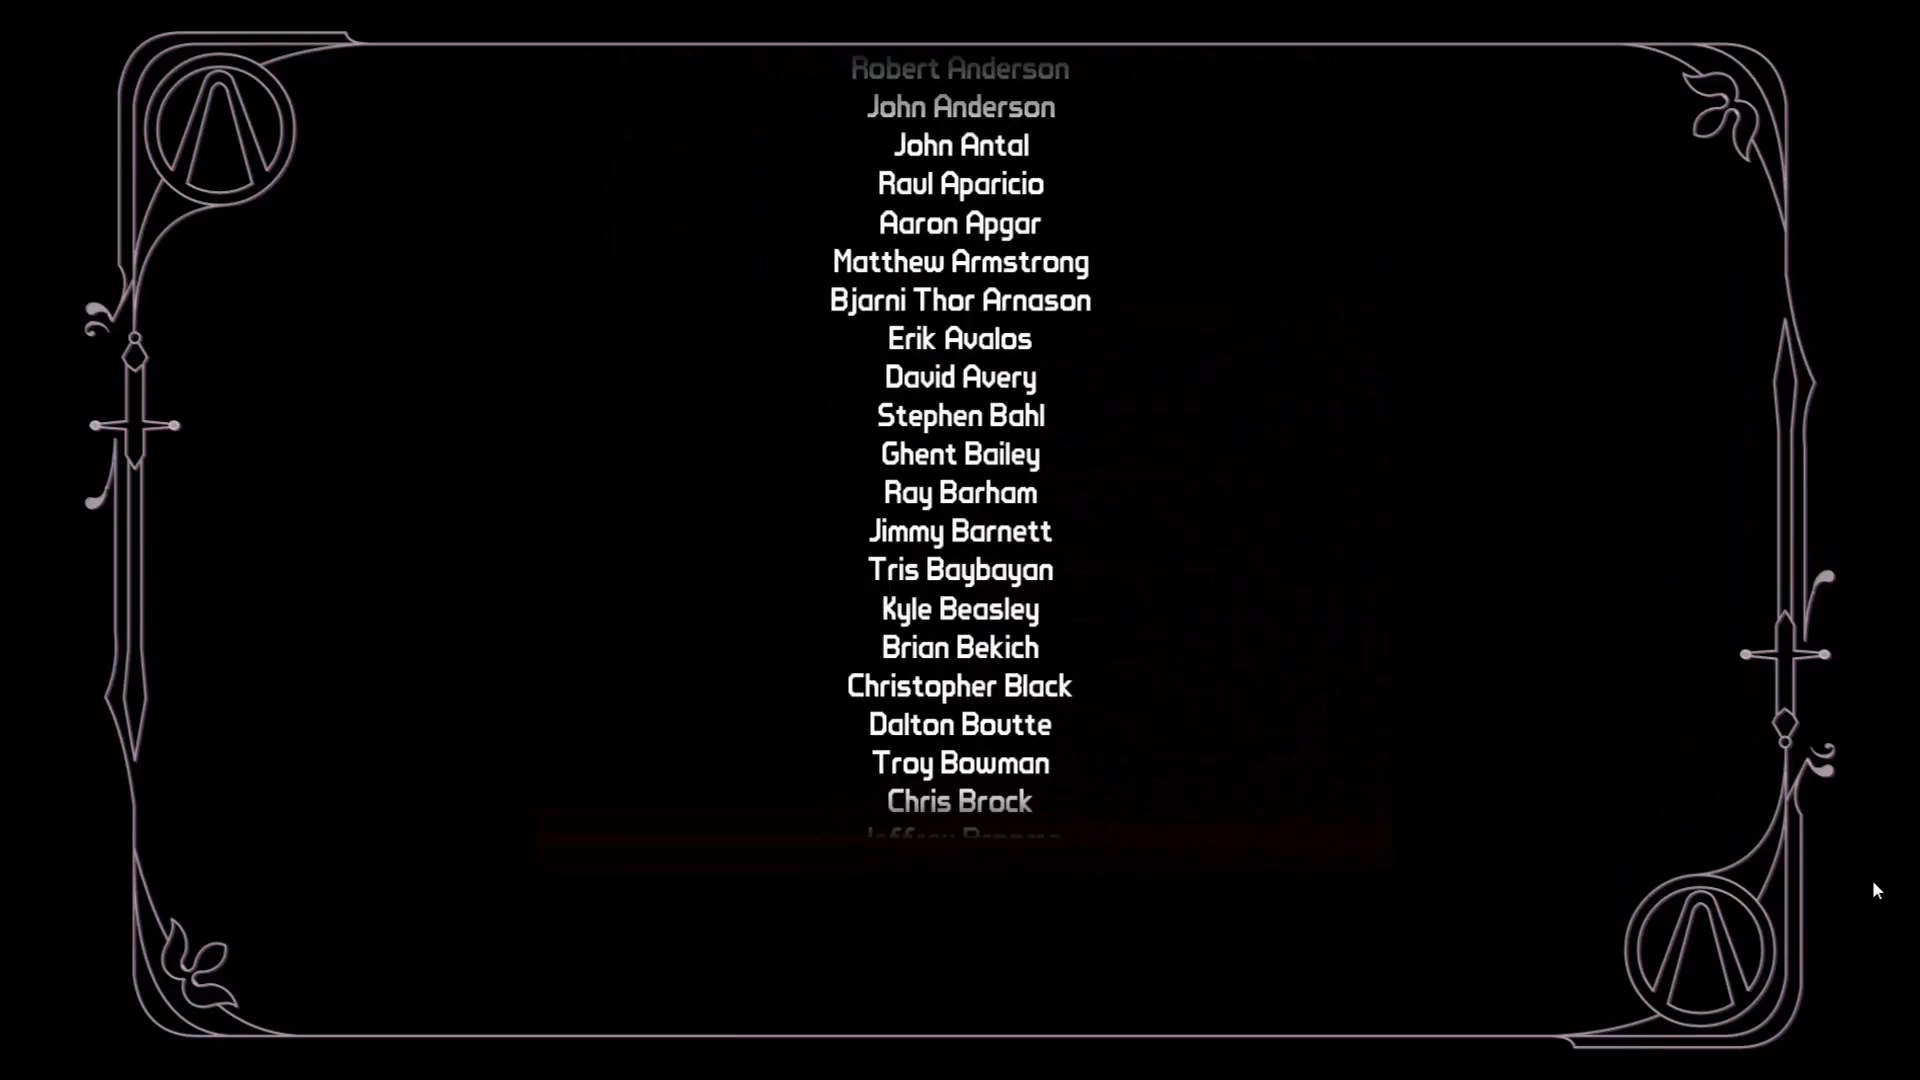 Robert Anderson
John Anderson
John Antal
Raul Aparicio
Aaron Apgar
Matthew Armstrong
Bjarni Thor Arnason
Erik Avalos
David Avery
Stephen Bahl
Ghent Bailey
Ray Barham
Jimmy Barnett
Tris Baybayan
Kyle Beasley
Brian Bekich
Christopher Black
Dalton Boutte
Troy Bowman
Chris Brock